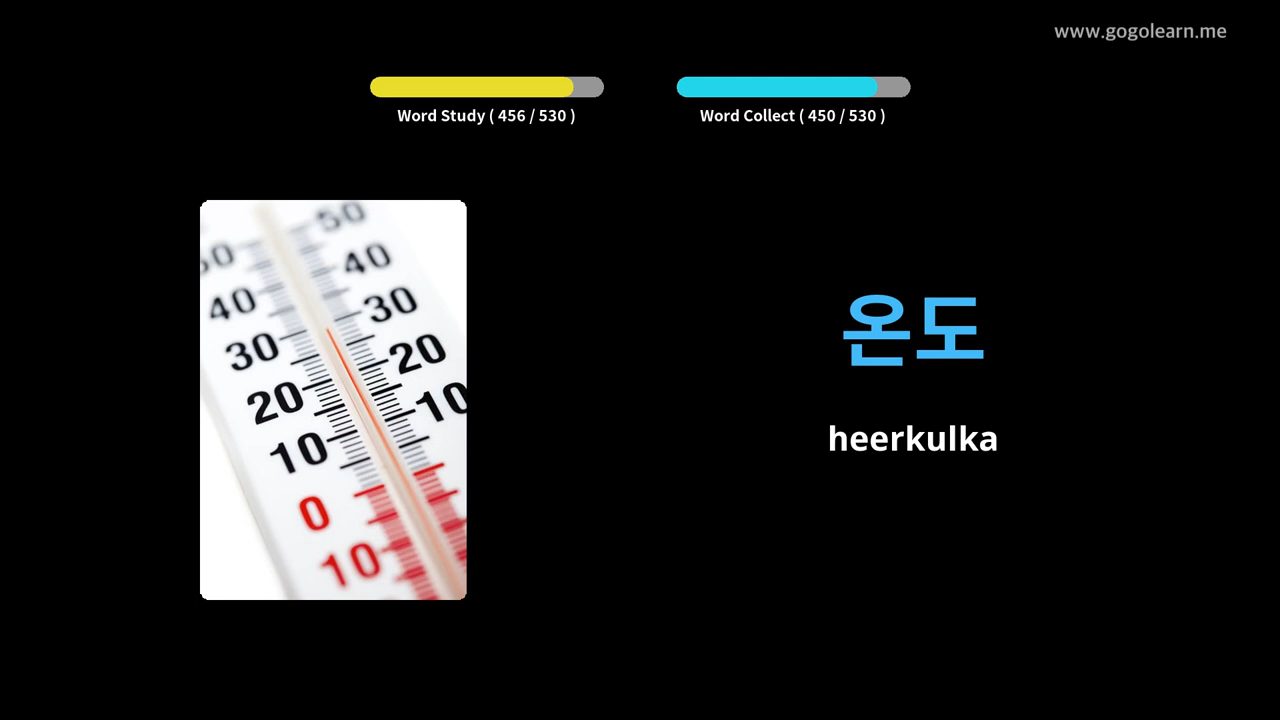 www.gogolearn.me
Word Study ( 456 / 530 )
Word Collect ( 450 / 530 )
50
50
40
40
30
30
20
20
10
10
0
10
온도
heerkulka